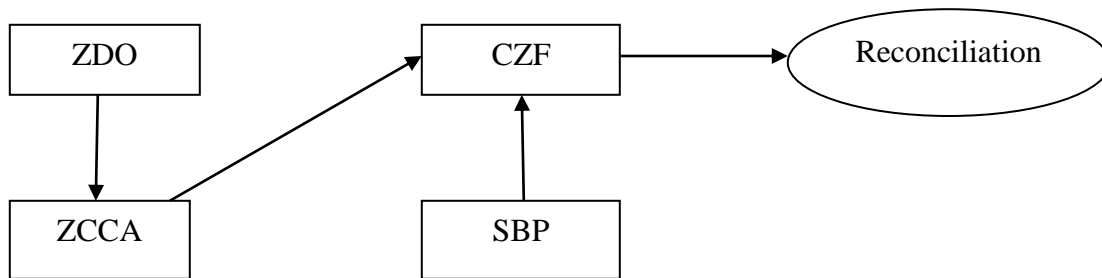 ZDO
CZF
Reconciliation
ZCCA
SBP